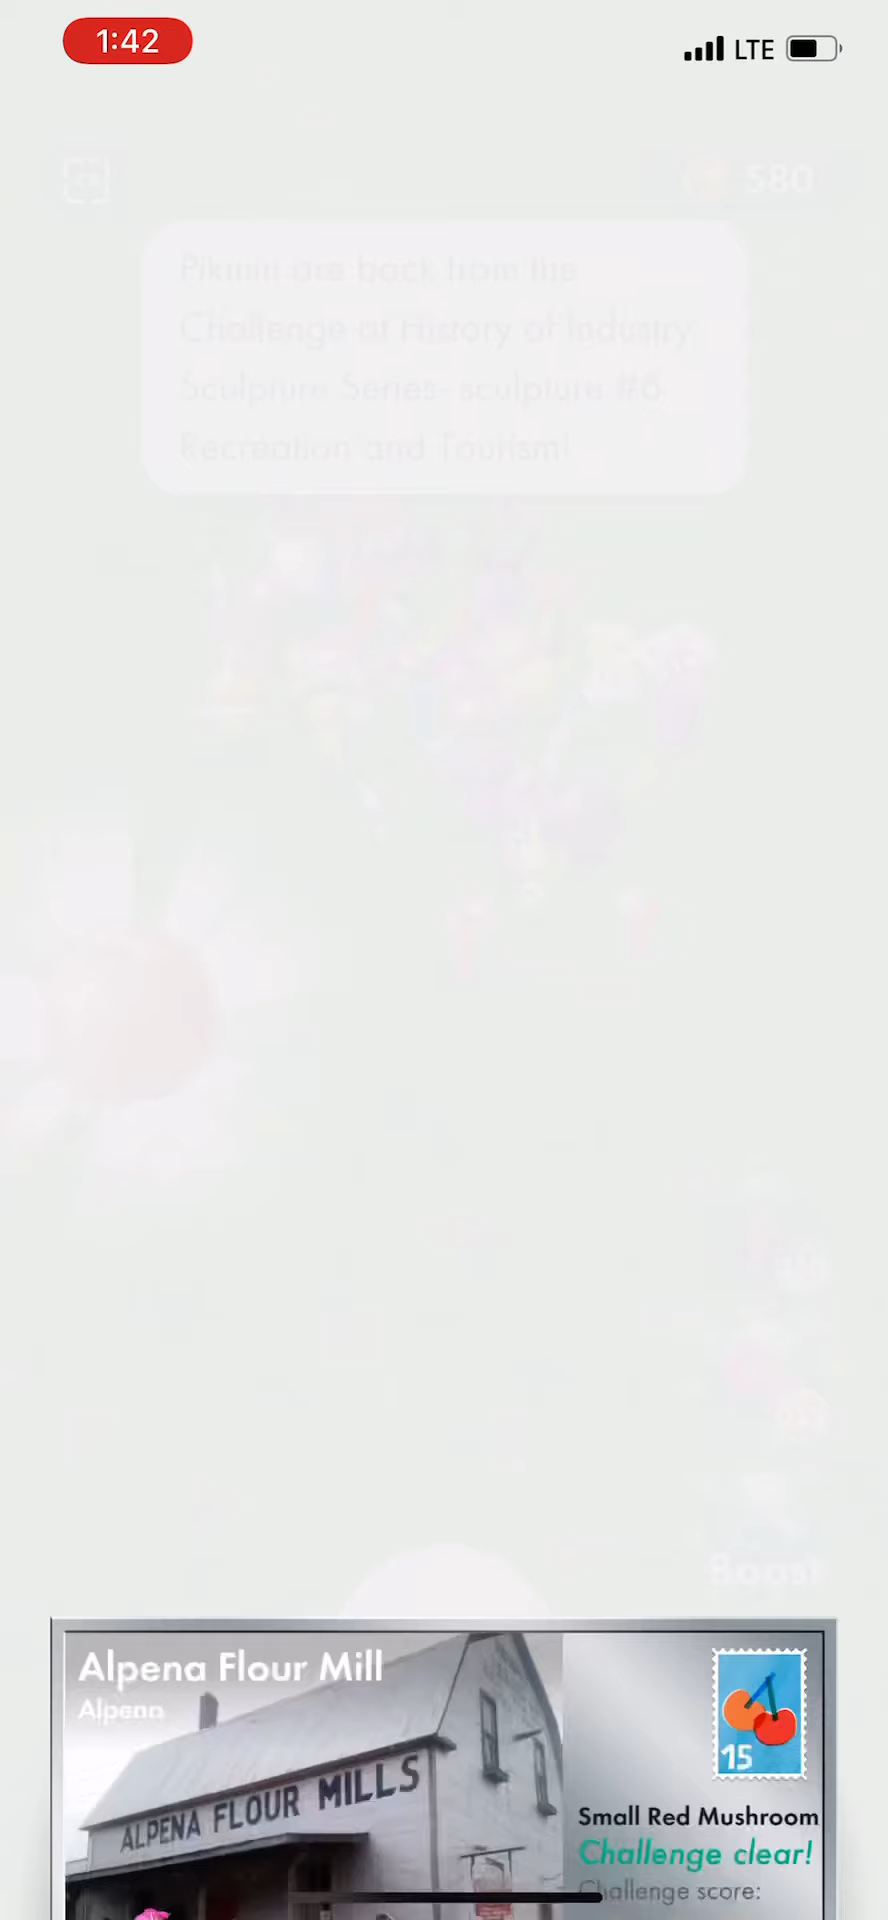 1:42
LTE
580
Pikmin are back from the
Challenge at History of Industry
Sculpture Series- sculpture #6
Recreation and Tourism!
Boost
Alpena Flour Mill
Alpena
ALPENA FLOUR MILLS
15
Small Red Mushroom
Challenge clear!
Challenge score: